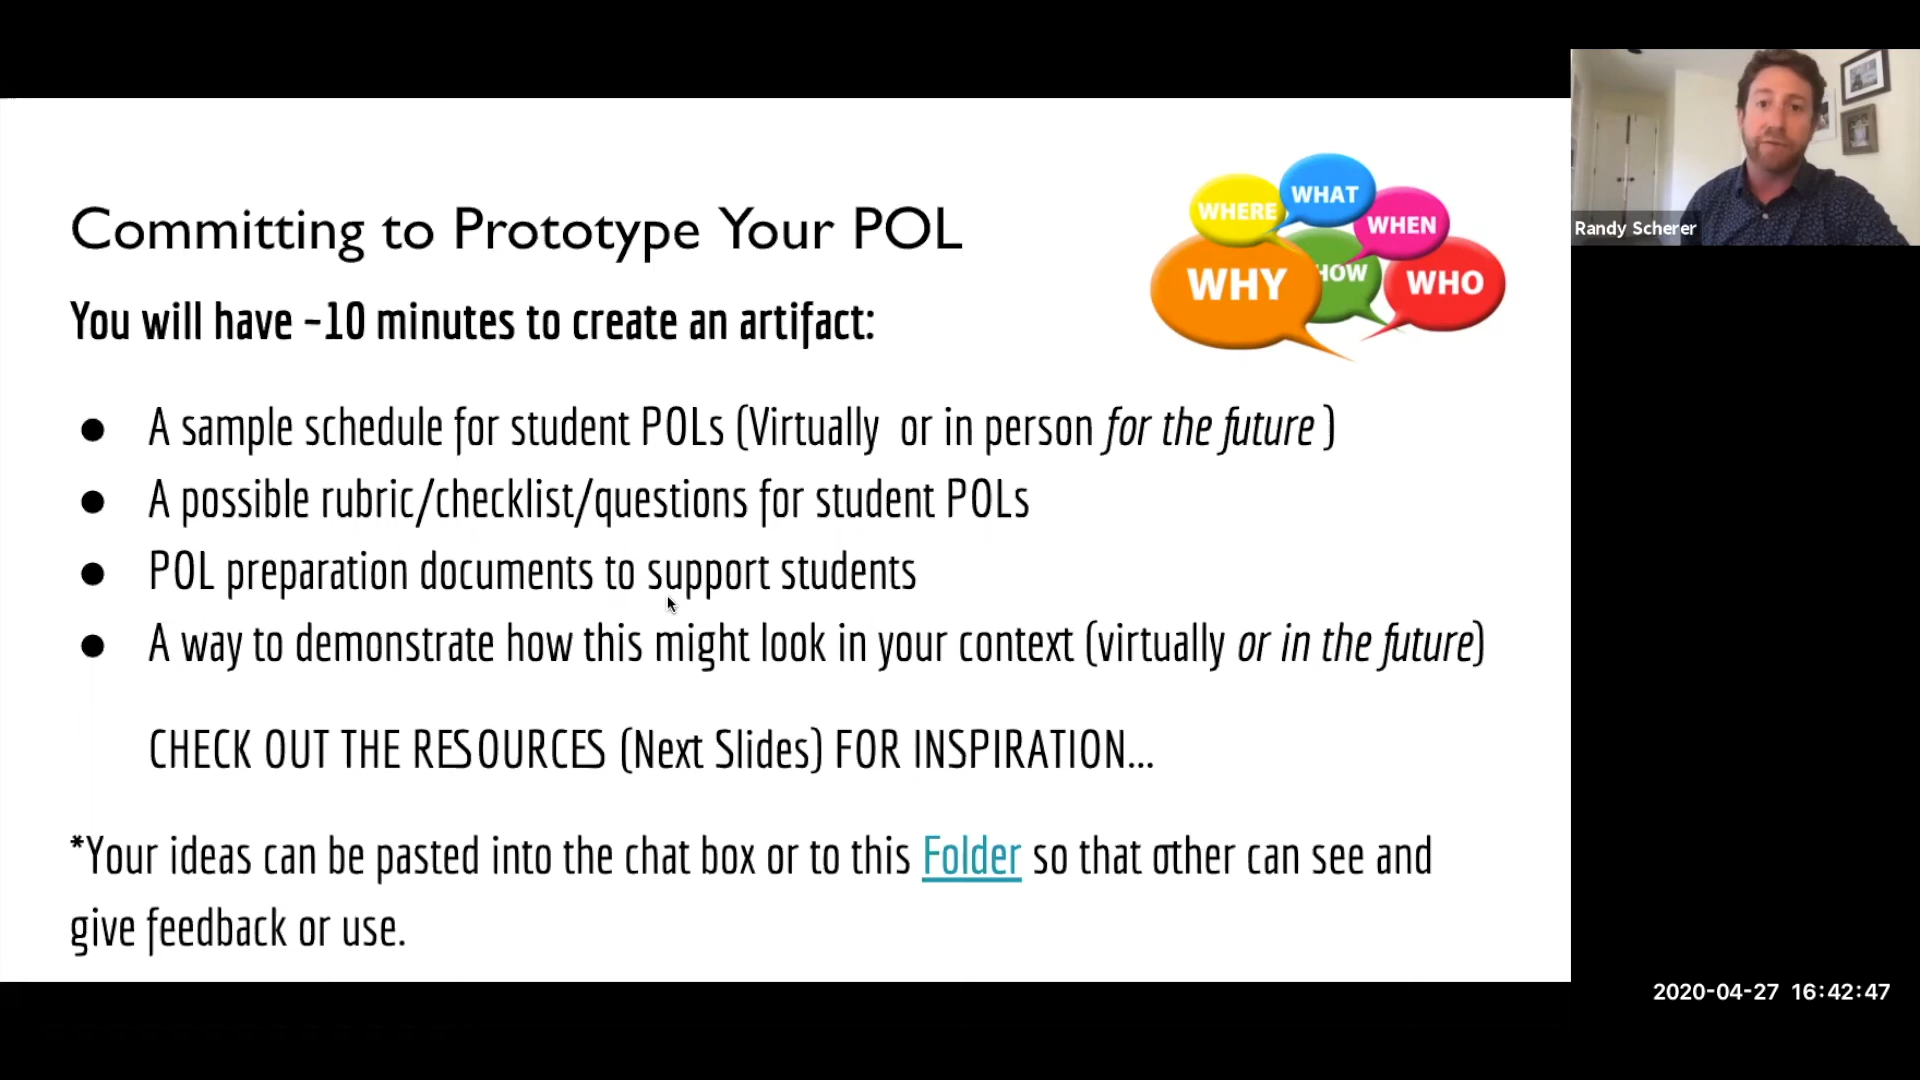 Committing to Prototype Your POL
WHERE
WHAT
WHEN
WHY
HOW
WHO
Randy Scherer
You will have ~10 minutes to create an artifact:
● A sample schedule for student POLs (Virtually or in person for the future )
● A possible rubric/checklist/questions for student POLs
● POL preparation documents to support students
● A way to demonstrate how this might look in your context (virtually or in the future)
CHECK OUT THE RESOURCES (Next Slides) FOR INSPIRATION...
*Your ideas can be pasted into the chat box or to this Folder so that other can see and
give feedback or use.
2020-04-27 16:42:47